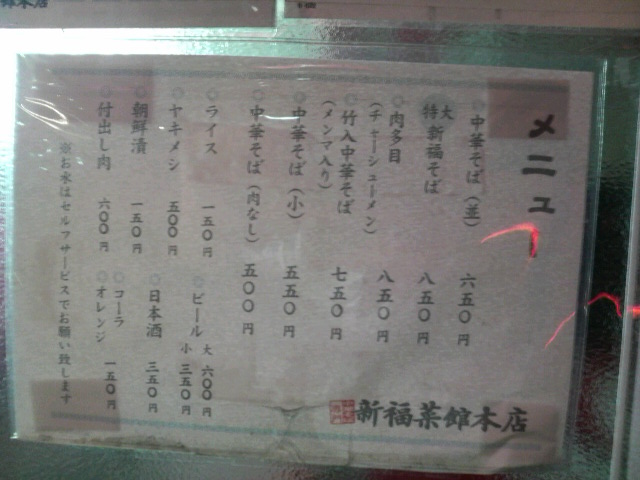 メニュー
中華そば（並） 六五〇円
特大新福そば 八五〇円
肉多目（チャーシューメン） 八五〇円
竹入中華そば（メンマ入り） 七五〇円
中華そば（小） 五五〇円
中華そば（肉なし） 五〇〇円
ライス 一五〇円
ヤキメシ 五〇〇円
朝鮮漬 一五〇円
付出し肉 六〇〇円
ビール 大 六〇〇円
小 三五〇円
日本酒 三五〇円
コーラ
オレンジ 一五〇円
※お水はセルフサービスでお願い致します
新福菜館本店